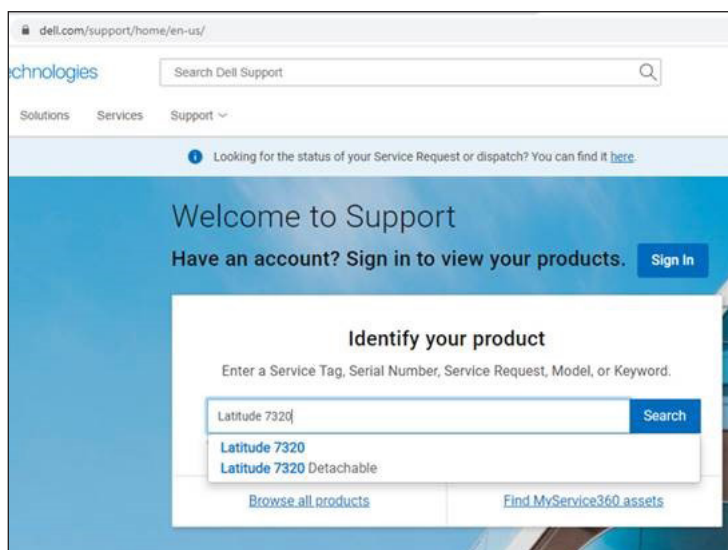 dell.com/support/home/en-us/
echnologies
Search Dell Support
Solutions Services Support
Looking for the status of your Service Request or dispatch? You can find it here.
Welcome to Support
Have an account? Sign in to view your products. Sign In
Identify your product
Enter a Service Tag, Serial Number, Service Request, Model, or Keyword.
Latitude 7320 Search
Latitude 7320
Latitude 7320 Detachable
Browse all products Find MyService360 assets